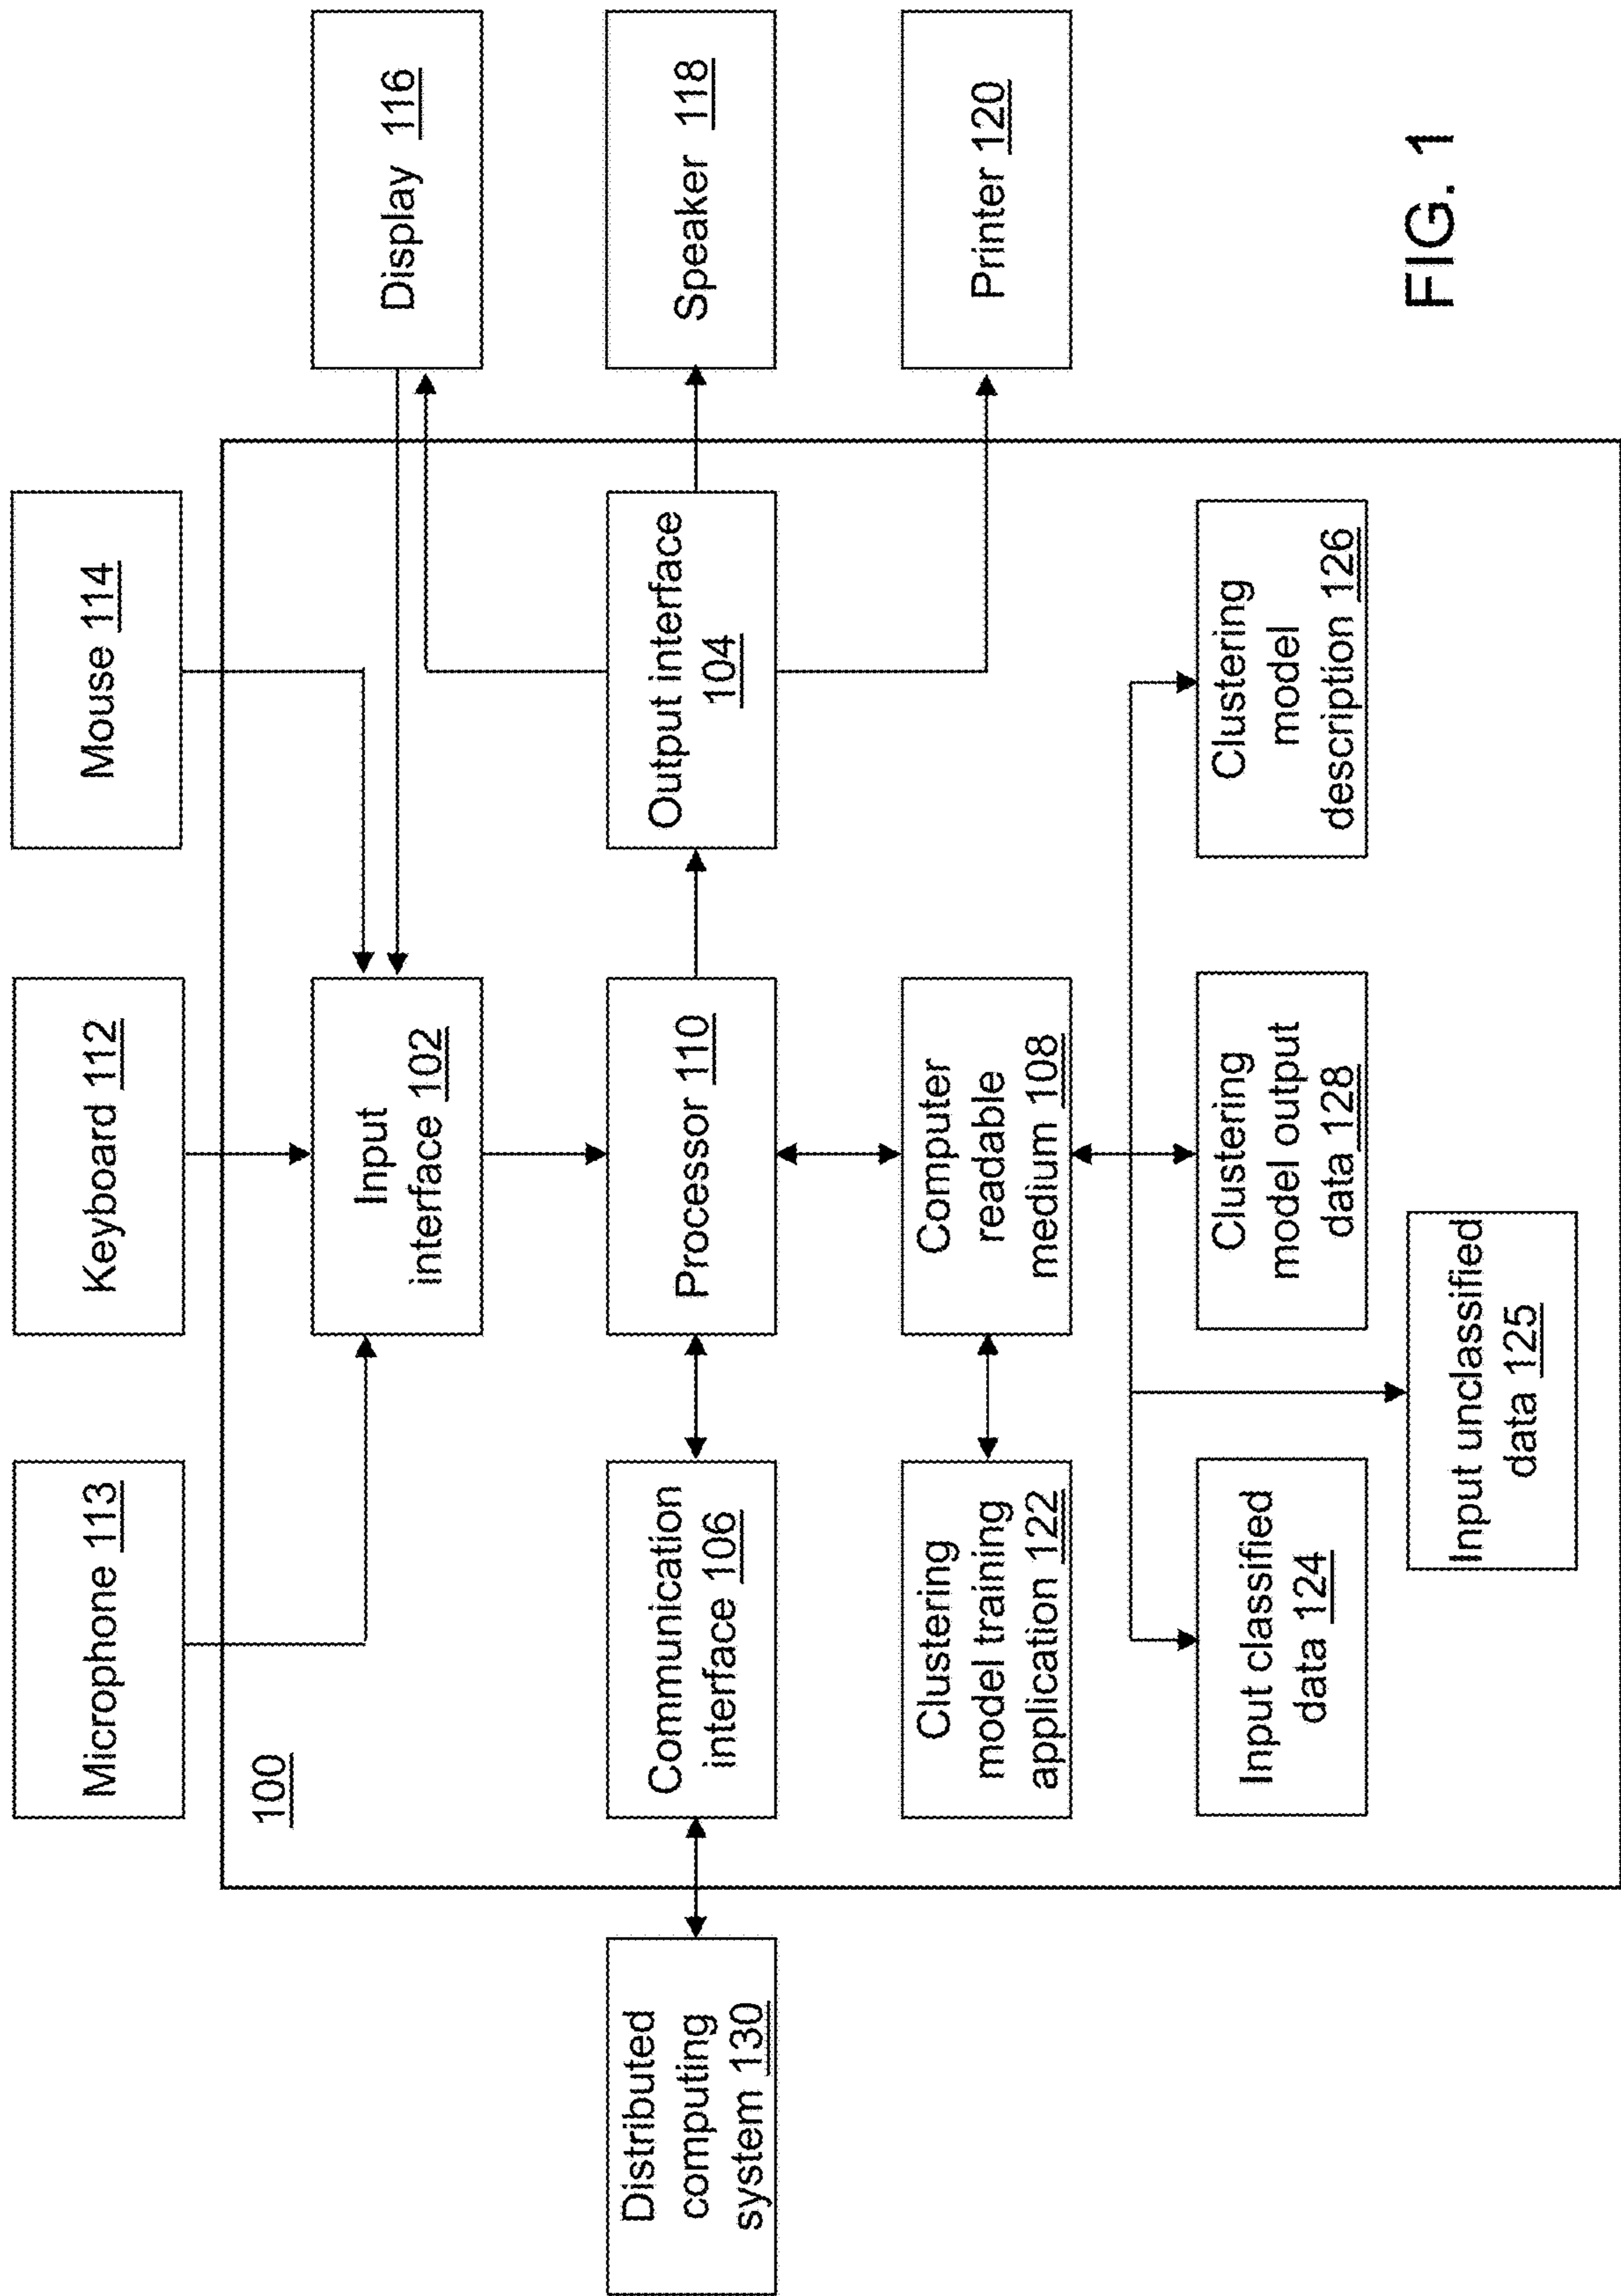 Microphone 113
Keyboard 112
Mouse 114
100
Input
interface 102
Display 116
Distributed
computing
system 130
Communication
interface 106
Processor 110
Output interface
104
Speaker 118
Clustering
model training
application 122
Computer
readable
medium 108
Printer 120
Input classified
data 124
Clustering
model output
data 128
Clustering
model
description 126
Input unclassified
data 125
FIG. 1